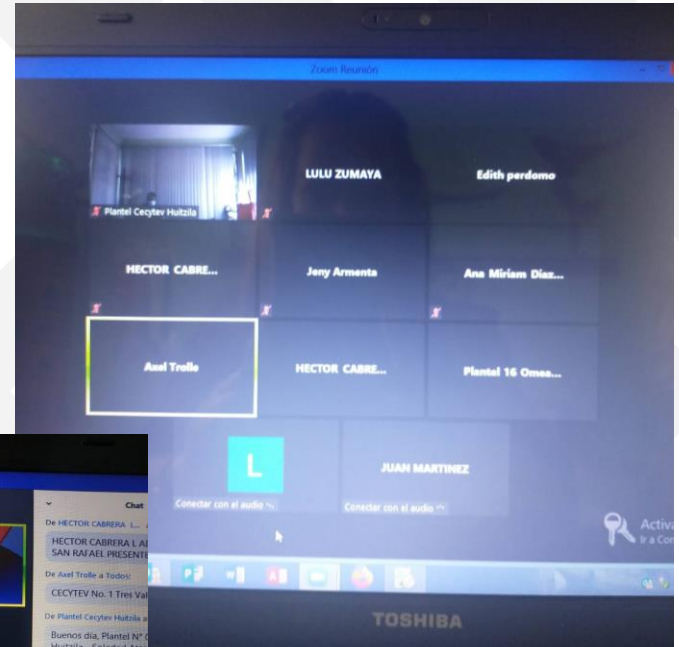 Zoom Reunión
Plantel Cecytev Huitzila
LULU ZUMAYA
Edith perdomo
HECTOR CABRE...
Jeny Armenta
Ana Miriam Diaz...
Axel Trolle
HECTOR CABRE...
Plantel 16 Omea...
L
Conectar con el audio
JUAN MARTINEZ
Conectar con el audio
Activa
Ir a Con
TOSHIBA
Chat
De HECTOR CABRERA L...
HECTOR CABRERA L
SAN RAFAEL PRESENTE
De Axel Trolle a Todos:
CECYTEV No. 1 Tres Val
De Plantel Cecytev Huitzila a
Buenos día, Plantel N°